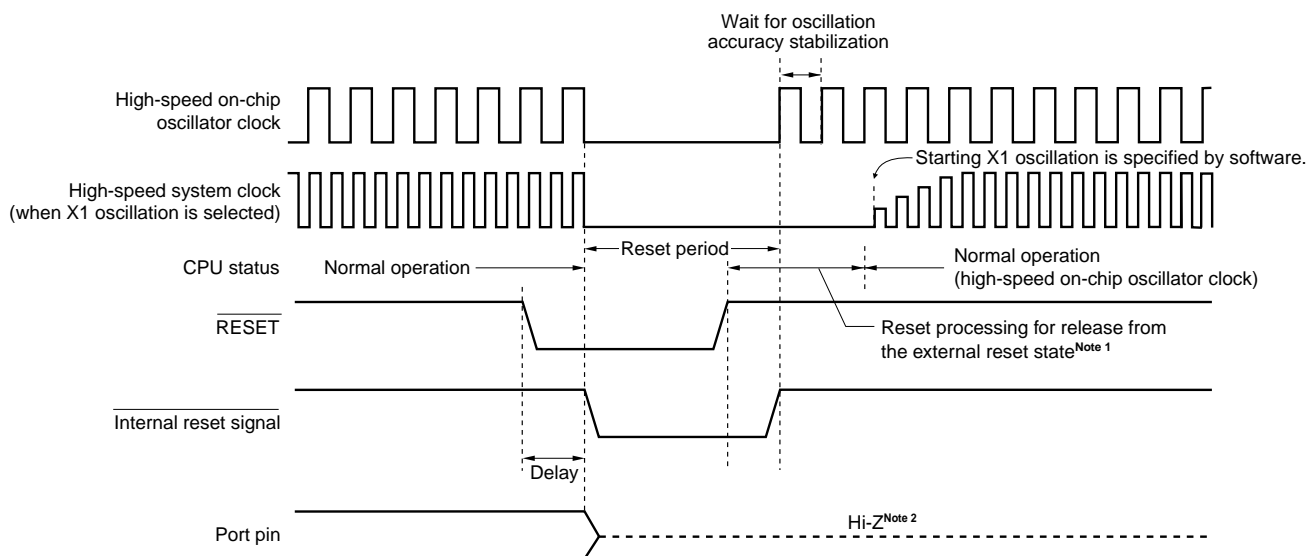 Wait for oscillation
accuracy stabilization
High-speed on-chip
oscillator clock
Starting X1 oscillation is specified by software.
High-speed system clock
(when X1 oscillation is selected)
Reset period
CPU status
Normal operation
Normal operation
(high-speed on-chip oscillator clock)
RESET
Reset processing for release from
the external reset stateNote 1
Internal reset signal
Delay
Port pin
Hi-ZNote 2